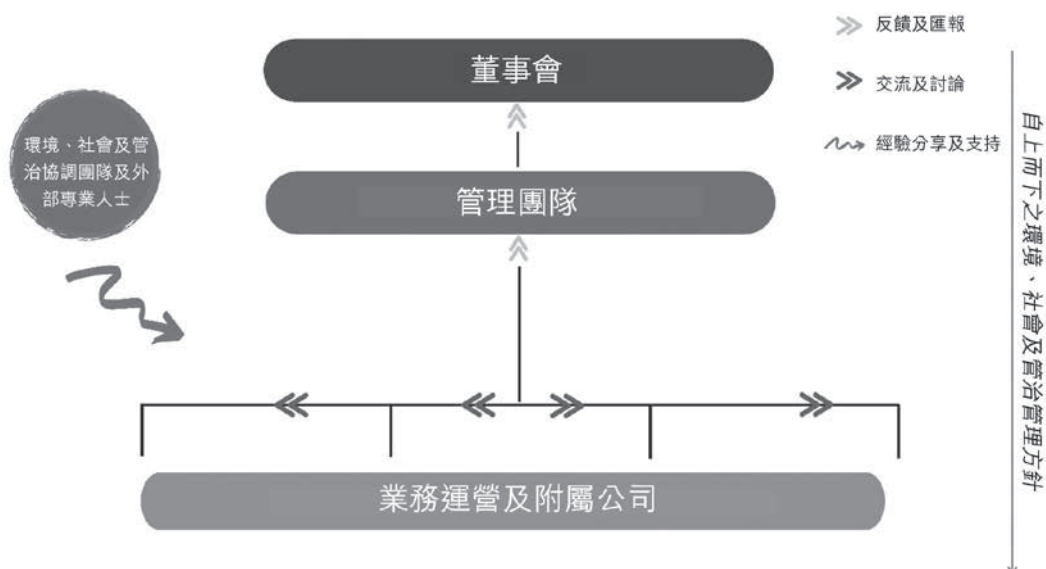 反饋及匯報
董事會
交流及討論
環境、社會及管
治協調團隊及外
部專業人士
經驗分享及支持
管理團隊
自上而下之環境、社會及管治管理方針
業務運營及附屬公司